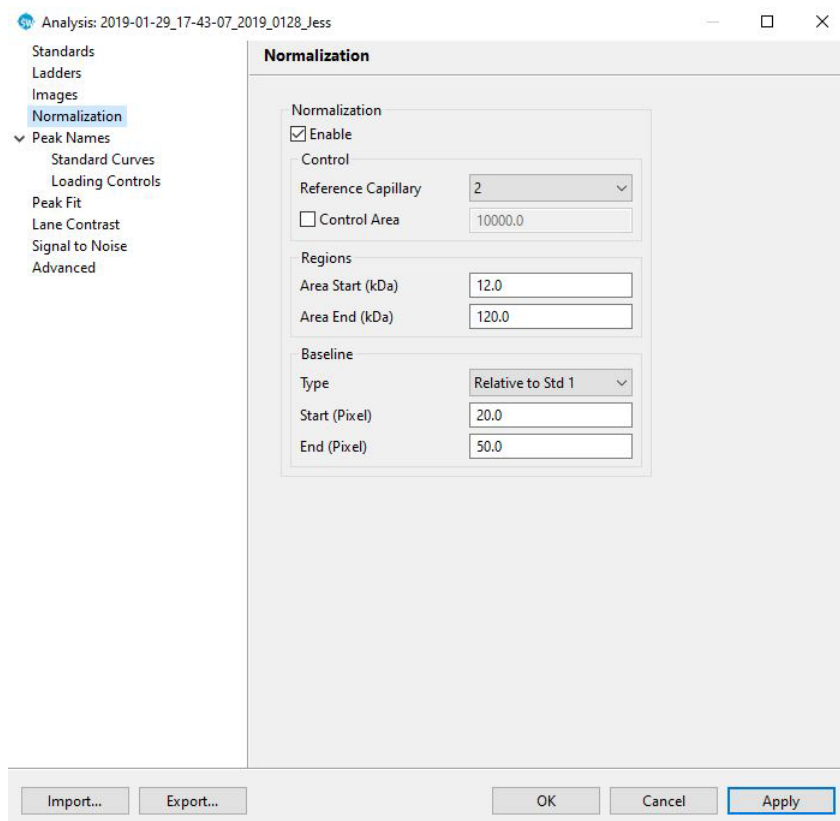 SW Analysis: 2019-01-29_17-43-07_2019_0128_Jess
Standards
Ladders
Images
Normalization
Peak Names
Standard Curves
Loading Controls
Peak Fit
Lane Contrast
Signal to Noise
Advanced
Normalization
Normalization
Enable
Control
Reference Capillary 2
Control Area 10000.0
Regions
Area Start (kDa) 12.0
Area End (kDa) 120.0
Baseline
Type Relative to Std 1
Start (Pixel) 20.0
End (Pixel) 50.0
Import... Export... OK Cancel Apply